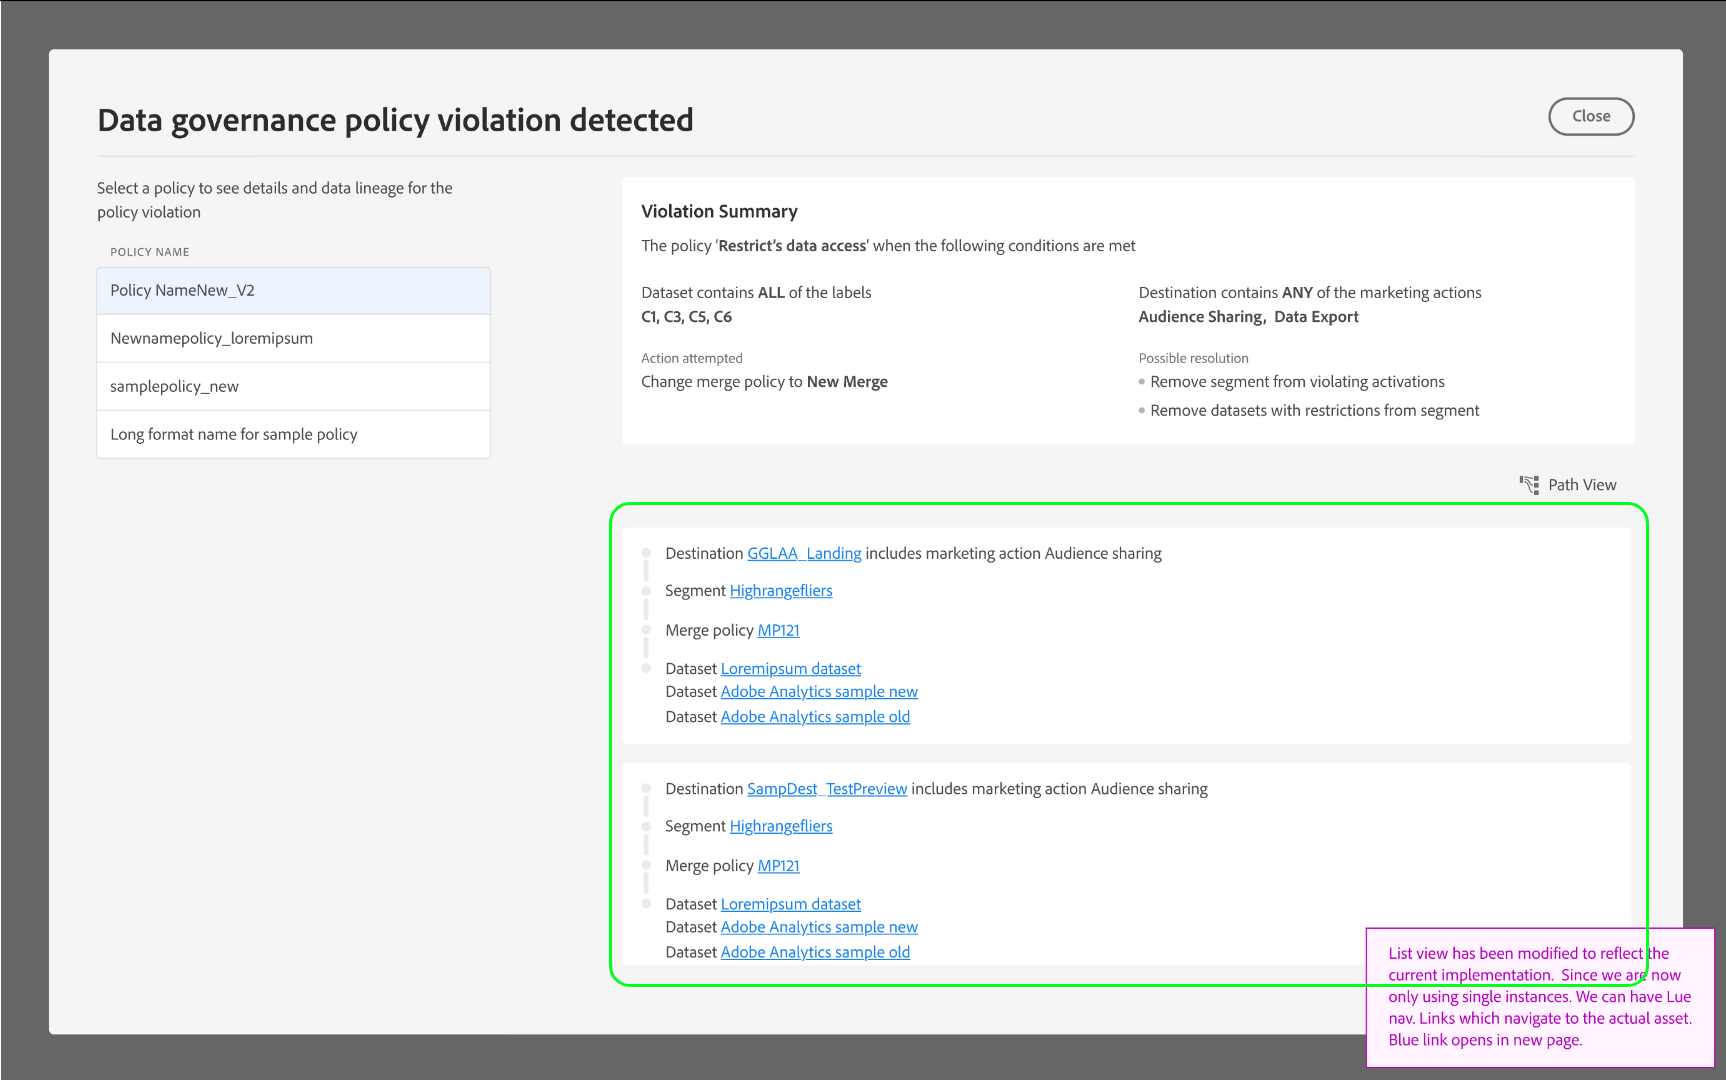 Data governance policy violation detected
Close
Select a policy to see details and data lineage for the
policy violation
POLICY NAME
Policy NameNew_V2
Newnamepolicy_loremipsum
samplepolicy_new
Long format name for sample policy
Violation Summary
The policy ‘Restrict’s data access’ when the following conditions are met
Dataset contains ALL of the labels
C1, C3, C5, C6
Destination contains ANY of the marketing actions
Audience Sharing, Data Export
Action attempted
Change merge policy to New Merge
Possible resolution
Remove segment from violating activations
Remove datasets with restrictions from segment
Path View
Destination GGLAA_Landing includes marketing action Audience sharing
Segment Highrangefliers
Merge policy MP121
Dataset Loremipsum dataset
Dataset Adobe Analytics sample new
Dataset Adobe Analytics sample old
Destination SampDest_TestPreview includes marketing action Audience sharing
Segment Highrangefliers
Merge policy MP121
Dataset Loremipsum dataset
Dataset Adobe Analytics sample new
Dataset Adobe Analytics sample old
List view has been modified to reflect the
current implementation. Since we are now
only using single instances. We can have Lue
nav. Links which navigate to the actual asset.
Blue link opens in new page.